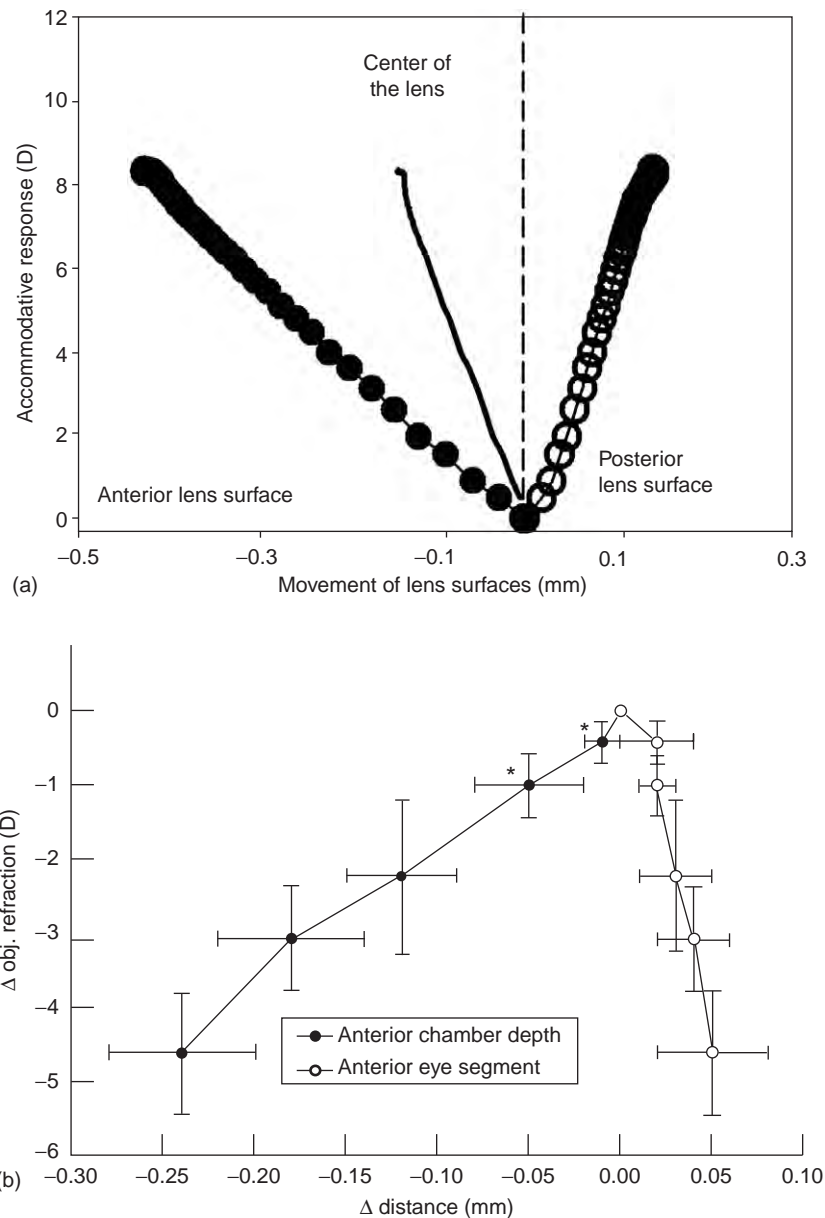 12
10
8
6
4
2
0
Accommodative response (D)
Center of
the lens
Anterior lens surface
Posterior
lens surface
−0.5
−0.3
−0.1
0.1
0.3
(a)
Movement of lens surfaces (mm)
0
−1
−2
−3
−4
−5
−6
Δ obj. refraction (D)
*
*
Anterior chamber depth
Anterior eye segment
(b)
−0.30
−0.25
−0.20
−0.15
−0.10
−0.05
0.00
0.05
0.10
Δ distance (mm)